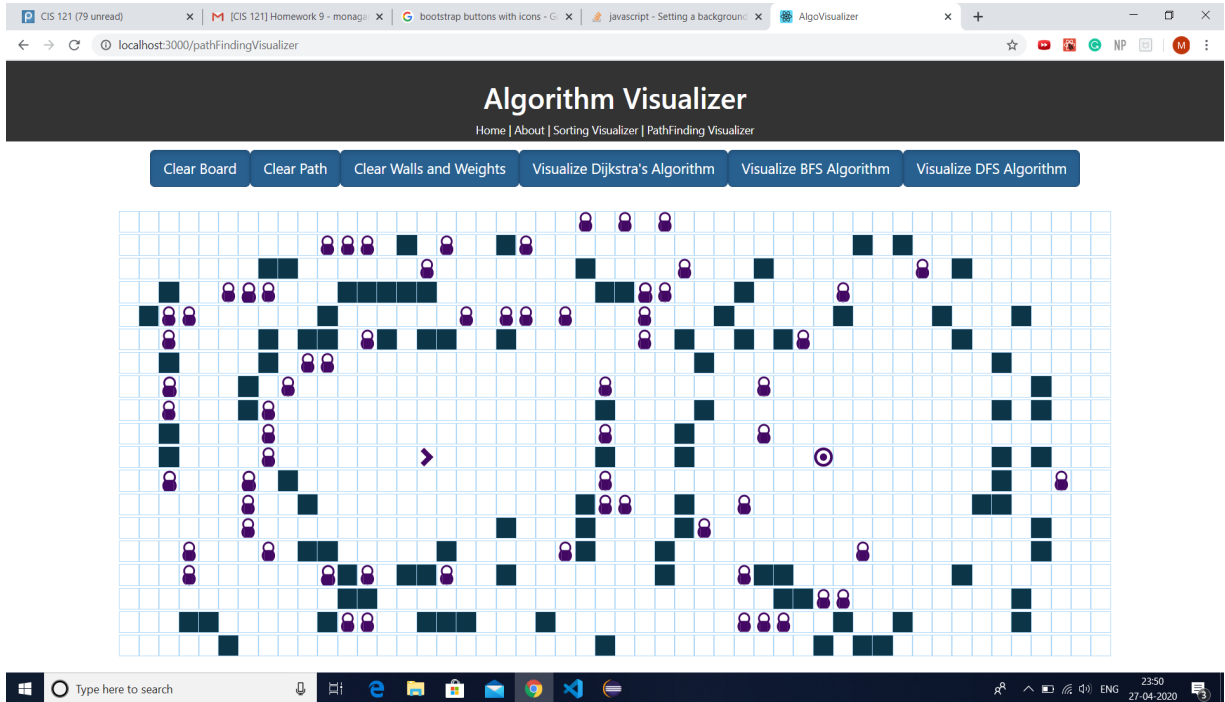 CIS 121 (79 unread)
[CIS 121] Homework 9 - monaga
bootstrap buttons with icons - G
javascript - Setting a background
AlgoVisualizer
localhost:3000/pathFindingVisualizer
NP
M
Algorithm Visualizer
Home | About | Sorting Visualizer | PathFinding Visualizer
Clear Board
Clear Path
Clear Walls and Weights
Visualize Dijkstra's Algorithm
Visualize BFS Algorithm
Visualize DFS Algorithm
Type here to search
ENG
23:50
27-04-2020
3